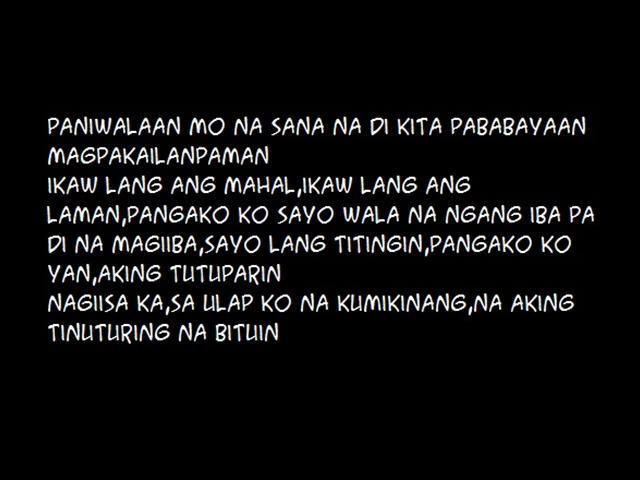 PANIWALAAN MO NA SANA NA DI KITA PABABAYAAN
MAGPAKAILANPAMAN
IKAW LANG ANG MAHAL,IKAW LANG ANG
LAMAN,PANGAKO KO SAYO WALA NA NGANG IBA PA
DI NA MAGIIBA,SAYO LANG TITINGIN,PANGAKO KO
YAN,AKING TUTUPARIN
NAGIISA KA,SA ULAP KO NA KUMIKINANG,NA AKING
TINUTURING NA BITUIN